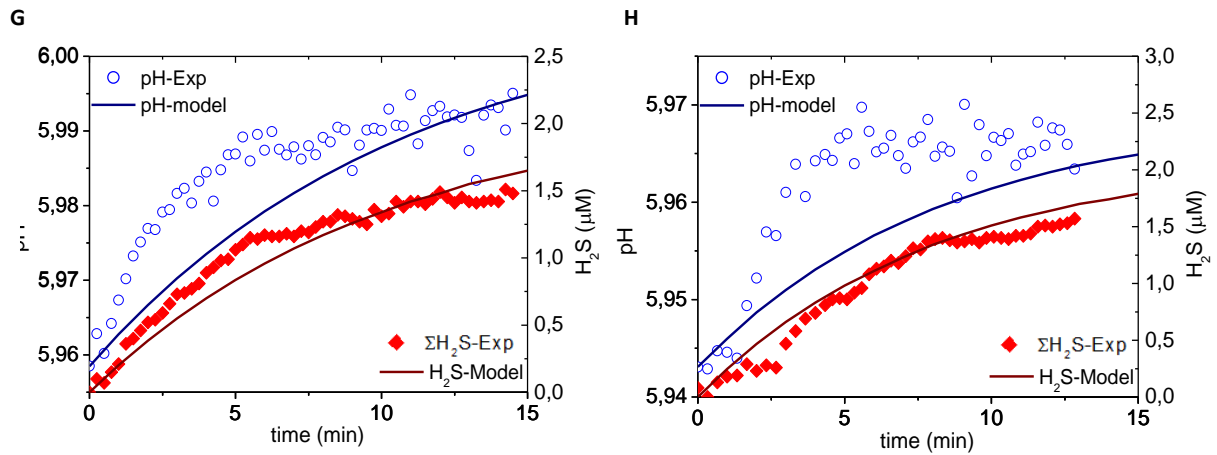 G
6,00
5,99
5,98
5,97
5,96
pH
2,5
2,0
1,5
1,0
0,5
0,0
H₂S (μM)
0
5
10
15
time (min)
pH-Exp
pH-model
ΣH₂S-Exp
H₂S-Model
H
5,97
5,96
5,95
5,94
pH
3,0
2,5
2,0
1,5
1,0
0,5
0,0
H₂S (μM)
0
5
10
15
time (min)
pH-Exp
pH-model
ΣH₂S-Exp
H₂S-Model